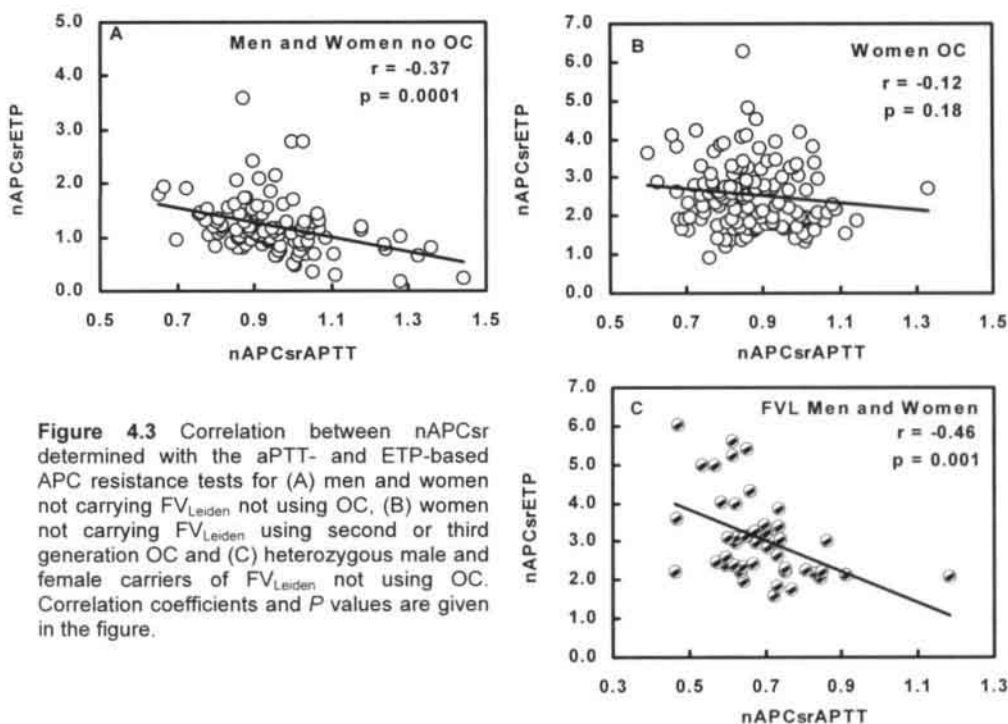 A
Men and Women no OC
r = -0.37
p = 0.0001
nAPCsrETP
5.0
4.0
3.0
2.0
1.0
0.0
0.5 0.7 0.9 1.1 1.3 1.5
nAPCsrAPTT
B
Women OC
r = -0.12
p = 0.18
nAPCsrETP
7.0
6.0
5.0
4.0
3.0
2.0
1.0
0.0
0.5 0.7 0.9 1.1 1.3 1.5
nAPCsrAPTT
Figure 4.3 Correlation between nAPCsr
determined with the aPTT- and ETP-based
APC resistance tests for (A) men and women
not carrying FVLeiden not using OC, (B) women
not carrying FVLeiden using second or third
generation OC and (C) heterozygous male and
female carriers of FVLeiden not using OC.
Correlation coefficients and P values are given
in the figure.
C
FVL Men and Women
r = -0.46
p = 0.001
nAPCsrETP
7.0
6.0
5.0
4.0
3.0
2.0
1.0
0.0
0.3 0.5 0.7 0.9 1.1 1.3
nAPCsrAPTT